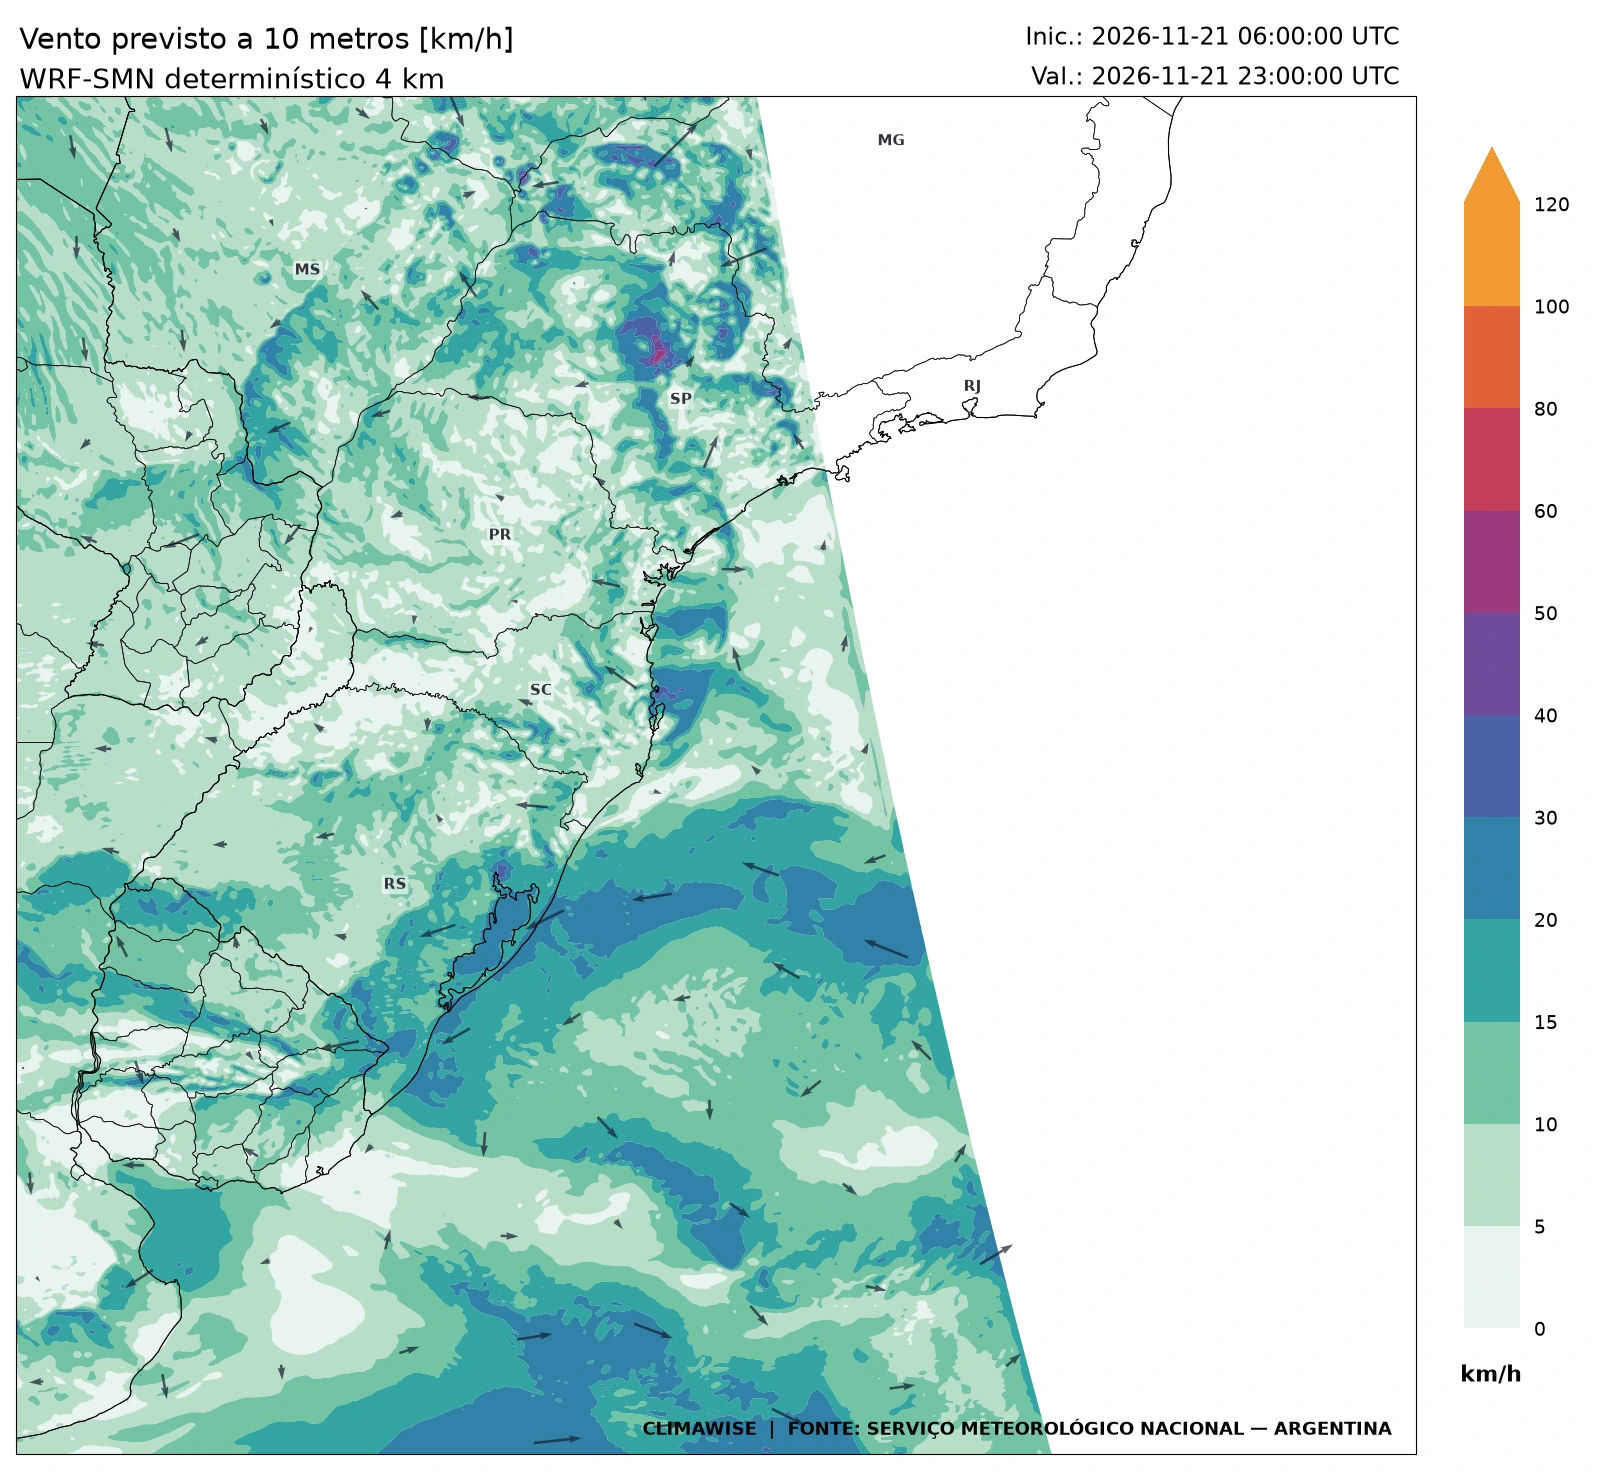 Vento previsto a 10 metros [km/h]
WRF-SMN determinístico 4 km
Inic.: 2026-11-21 06:00:00 UTC
Val.: 2026-11-21 23:00:00 UTC
MG
MS
RJ
SP
PR
SC
RS
120
100
80
60
50
40
30
20
15
10
5
0
km/h
CLIMAWISE | FONTE: SERVIÇO METEOROLÓGICO NACIONAL — ARGENTINA